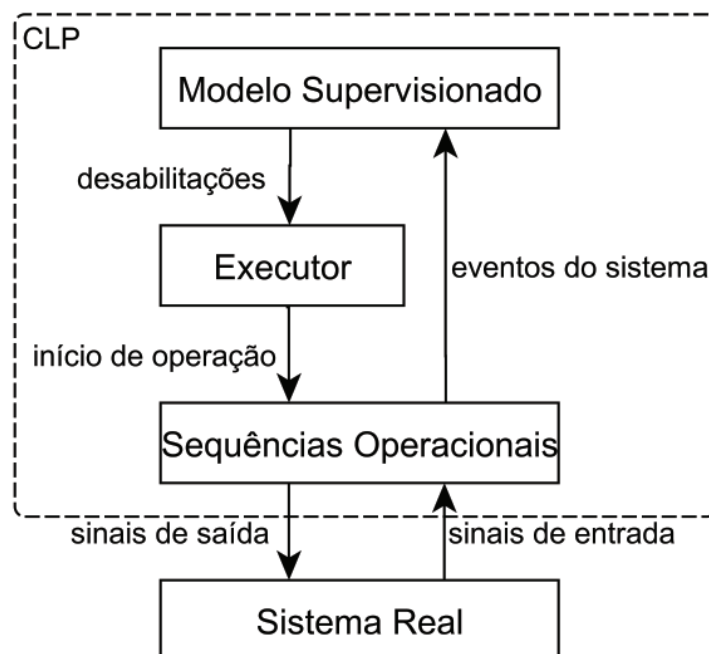 CLP
Modelo Supervisionado
desabilitações
Executor
eventos do sistema
início de operação
Sequências Operacionais
sinais de saída
sinais de entrada
Sistema Real